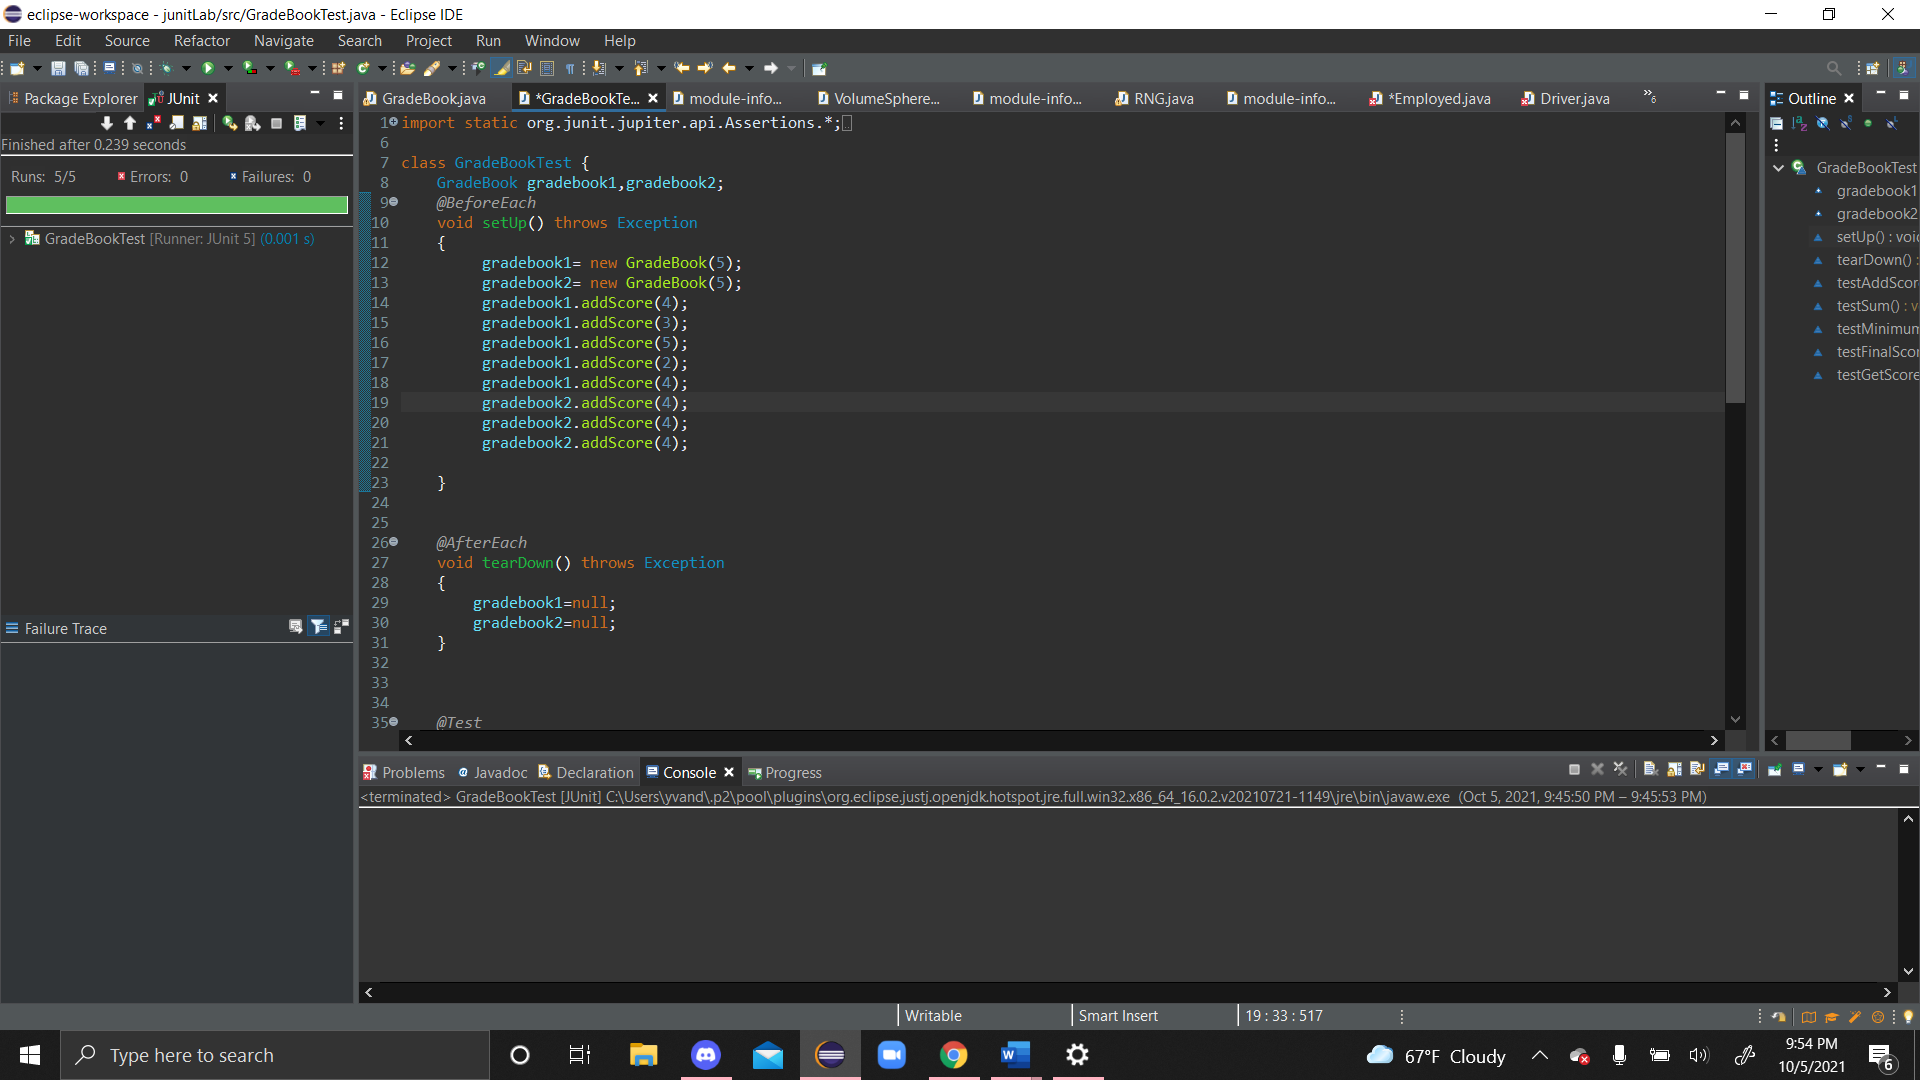 eclipse-workspace - junitLab/src/GradeBookTest.java - Eclipse IDE
File Edit Source Refactor Navigate Search Project Run Window Help
Package Explorer JUnit
Finished after 0.239 seconds
Runs: 5/5 Errors: 0 Failures: 0
GradeBookTest [Runner: JUnit 5] (0.001 s)
Failure Trace
GradeBook.java *GradeBookTe... module-info... VolumeSphere... module-info... RNG.java module-info... *Employed.java Driver.java »6
1 import static org.junit.jupiter.api.Assertions.*;
6
7 class GradeBookTest {
8 GradeBook gradebook1,gradebook2;
9 @BeforeEach
10 void setUp() throws Exception
11 {
12 gradebook1= new GradeBook(5);
13 gradebook2= new GradeBook(5);
14 gradebook1.addScore(4);
15 gradebook1.addScore(3);
16 gradebook1.addScore(5);
17 gradebook1.addScore(2);
18 gradebook1.addScore(4);
19 gradebook2.addScore(4);
20 gradebook2.addScore(4);
21 gradebook2.addScore(4);
22
23 }
24
25
26 @AfterEach
27 void tearDown() throws Exception
28 {
29 gradebook1=null;
30 gradebook2=null;
31 }
32
33
34
35 @Test
Outline
GradeBookTest
gradebook1
gradebook2
setUp() : voi
tearDown() :
testAddScor
testSum() : v
testMinimum
testFinalScor
testGetScore
Problems Javadoc Declaration Console Progress
<terminated> GradeBookTest [JUnit] C:\Users\yvand\.p2\pool\plugins\org.eclipse.justj.openjdk.hotspot.jre.full.win32.x86_64_16.0.2.v20210721-1149\jre\bin\javaw.exe (Oct 5, 2021, 9:45:50 PM – 9:45:53 PM)
Writable Smart Insert 19 : 33 : 517
Type here to search
67°F Cloudy
9:54 PM
10/5/2021
6